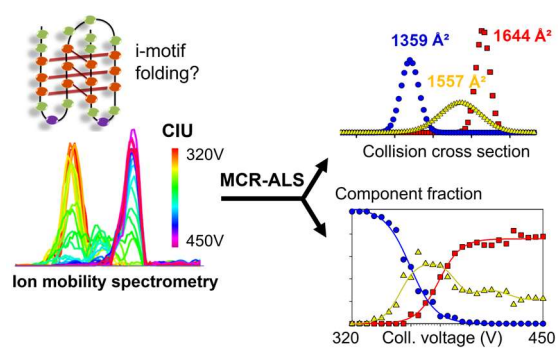 i-motif
folding?
CIU
320V
450V
Ion mobility spectrometry
MCR-ALS
1359 Å²
1644 Å²
1557 Å²
Collision cross section
Component fraction
320
Coll. voltage (V)
450